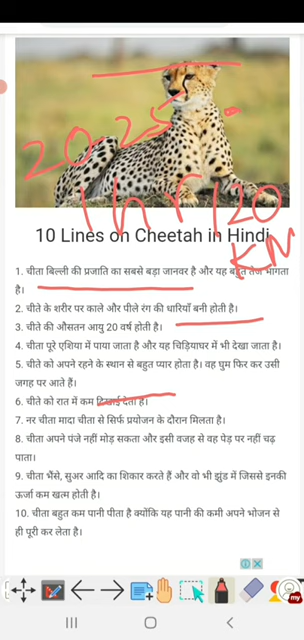 20-25
1hr 120
KM
10 Lines on Cheetah in Hindi
1. चीता बिल्ली की प्रजाति का सबसे बड़ा जानवर है और यह बहुत तेज भागता
है।
2. चीते के शरीर पर काले और पीले रंग की धारियाँ बनी होती है।
3. चीते की औसतन आयु 20 वर्ष होती है।
4. चीता पूरे एशिया में पाया जाता है और यह चिड़ियाघर में भी देखा जाता है।
5. चीते को अपने रहने के स्थान से बहुत प्यार होता है। वह घुम फिर कर उसी
जगह पर आते हैं।
6. चीते को रात में कम दिखाई देता है।
7. नर चीता मादा चीता से सिर्फ प्रयोजन के दौरान मिलता है।
8. चीता अपने पंजे नहीं मोड़ सकता और इसी वजह से वह पेड़ पर नहीं चढ़
पाता।
9. चीता भैंसे, सुअर आदि का शिकार करते हैं और वो भी झुंड में जिससे इनकी
ऊर्जा कम खत्म होती है।
10. चीता बहुत कम पानी पीता है क्योंकि यह पानी की कमी अपने भोजन से
ही पूरी कर लेता है।
my